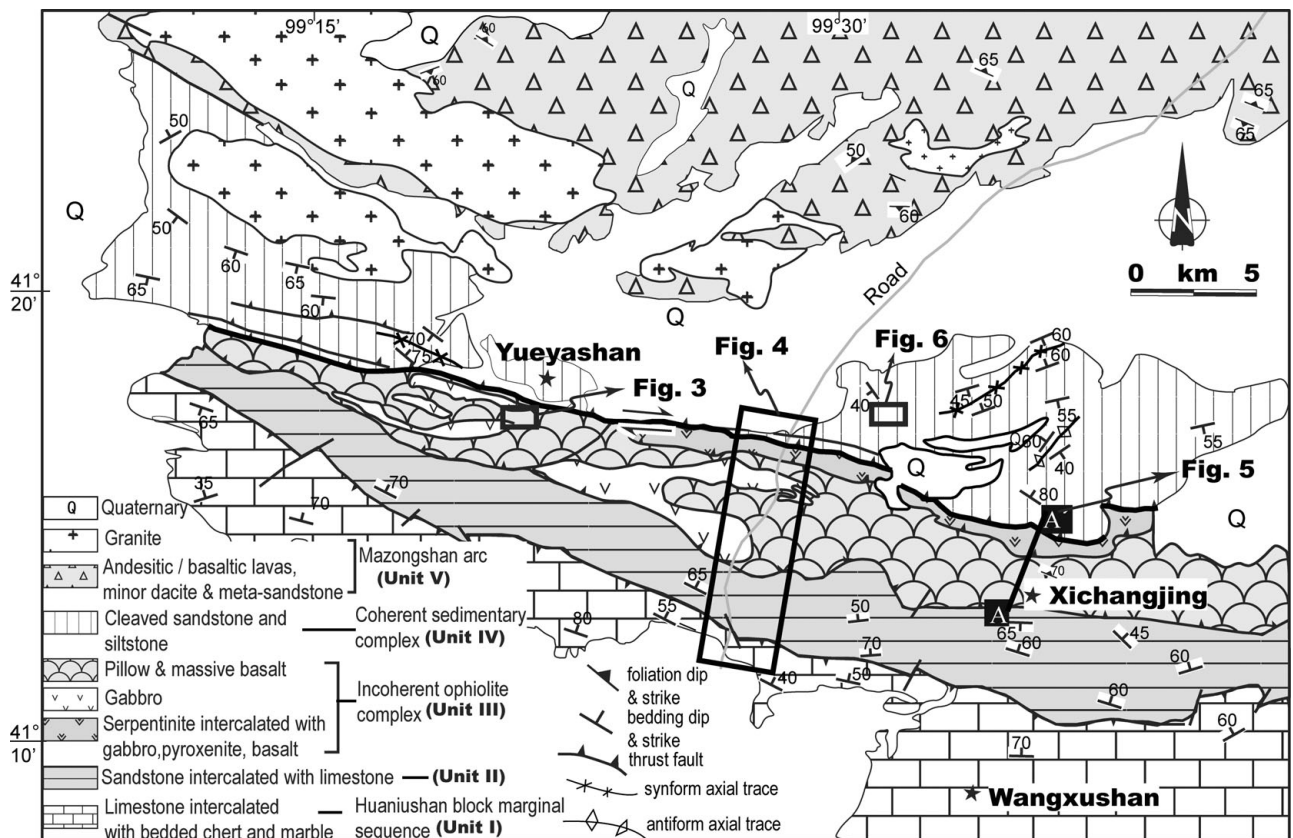 99°15'
99°30'
Q
60
Q
65
60
Q
65
65
50
50
Q
50
60
60
65
65
60
41°
20'
Q
Q
Road
N
0 km 5
70
75
Yueyashan
Fig. 4
Fig. 6
Fig. 3
40
60
60
45
50
55
Q
60
40
55
65
Q
Fig. 5
80
A'
Q
35
70
70
70
Xichangjing
A
65
55
80
50
70
65
60
45
60
40
50
80
60
70
Wangxushan
Q Quaternary
Granite
Andesitic / basaltic lavas,
minor dacite & meta-sandstone
Mazongshan arc
(Unit V)
Cleaved sandstone and
siltstone
Coherent sedimentary
complex (Unit IV)
Pillow & massive basalt
Gabbro
Incoherent ophiolite
complex (Unit III)
Serpentinite intercalated with
gabbro,pyroxenite, basalt
41°
10'
Sandstone intercalated with limestone (Unit II)
Limestone intercalated
with bedded chert and marble
Huaniushan block marginal
sequence (Unit I)
foliation dip
& strike
bedding dip
& strike
thrust fault
synform axial trace
antiform axial trace